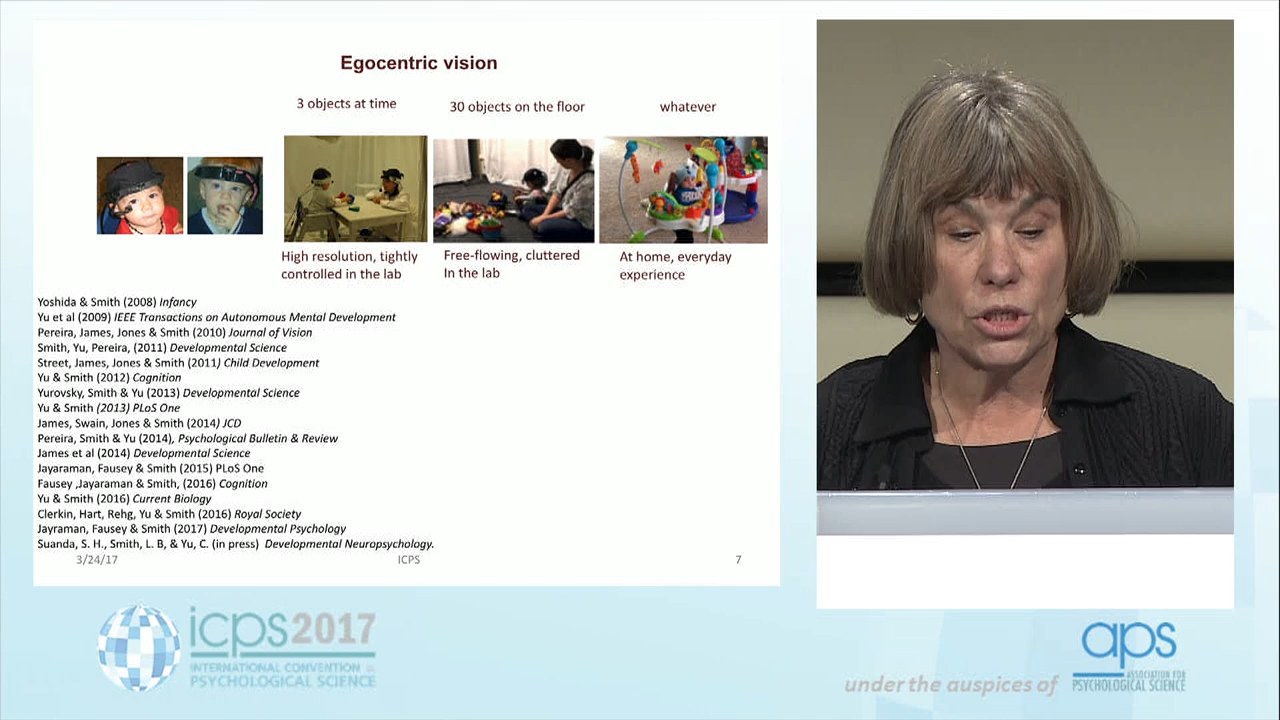 Egocentric vision
3 objects at time
30 objects on the floor
whatever
High resolution, tightly
controlled in the lab
Free-flowing, cluttered
In the lab
At home, everyday
experience
Yoshida & Smith (2008) Infancy
Yu et al (2009) IEEE Transactions on Autonomous Mental Development
Pereira, James, Jones & Smith (2010) Journal of Vision
Smith, Yu, Pereira, (2011) Developmental Science
Street, James, Jones & Smith (2011) Child Development
Yu & Smith (2012) Cognition
Yurovsky, Smith & Yu (2013) Developmental Science
Yu & Smith (2013) PLoS One
James, Swain, Jones & Smith (2014) JCD
Pereira, Smith & Yu (2014), Psychological Bulletin & Review
James et al (2014) Developmental Science
Jayaraman, Fausey & Smith (2015) PLoS One
Fausey ,Jayaraman & Smith, (2016) Cognition
Yu & Smith (2016) Current Biology
Clerkin, Hart, Rehg, Yu & Smith (2016) Royal Society
Jayraman, Fausey & Smith (2017) Developmental Psychology
Suanda, S. H., Smith, L. B, & Yu, C. (in press) Developmental Neuropsychology.
3/24/17
ICPS
7
icps2017
INTERNATIONAL CONVENTION of
PSYCHOLOGICAL SCIENCE
under the auspices of
aps
ASSOCIATION FOR
PSYCHOLOGICAL SCIENCE